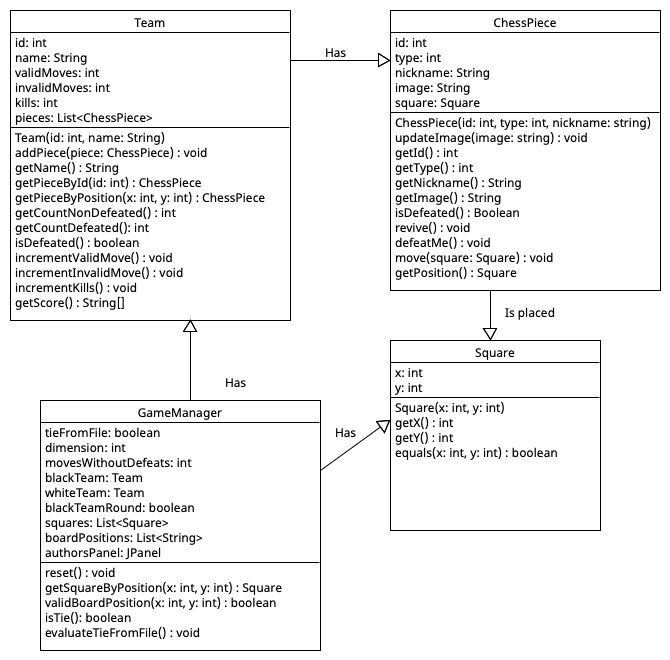 Team
id: int
name: String
validMoves: int
invalidMoves: int
kills: int
pieces: List<ChessPiece>
Team(id: int, name: String)
addPiece(piece: ChessPiece) : void
getName() : String
getPieceById(id: int) : ChessPiece
getPieceByPosition(x: int, y: int) : ChessPiece
getCountNonDefeated() : int
getCountDefeated(): int
isDefeated() : boolean
incrementValidMove() : void
incrementInvalidMove() : void
incrementKills() : void
getScore() : String[]
Has
ChessPiece
id: int
type: int
nickname: String
image: String
square: Square
ChessPiece(id: int, type: int, nickname: string)
updateImage(image: string) : void
getId() : int
getType() : int
getNickname() : String
getImage() : String
isDefeated() : Boolean
revive() : void
defeatMe() : void
move(square: Square) : void
getPosition() : Square
Is placed
Has
GameManager
tieFromFile: boolean
dimension: int
movesWithoutDefeats: int
blackTeam: Team
whiteTeam: Team
blackTeamRound: boolean
squares: List<Square>
boardPositions: List<String>
authorsPanel: JPanel
reset() : void
getSquareByPosition(x: int, y: int) : Square
validBoardPosition(x: int, y: int) : boolean
isTie(): boolean
evaluateTieFromFile() : void
Has
Square
x: int
y: int
Square(x: int, y: int)
getX() : int
getY() : int
equals(x: int, y: int) : boolean